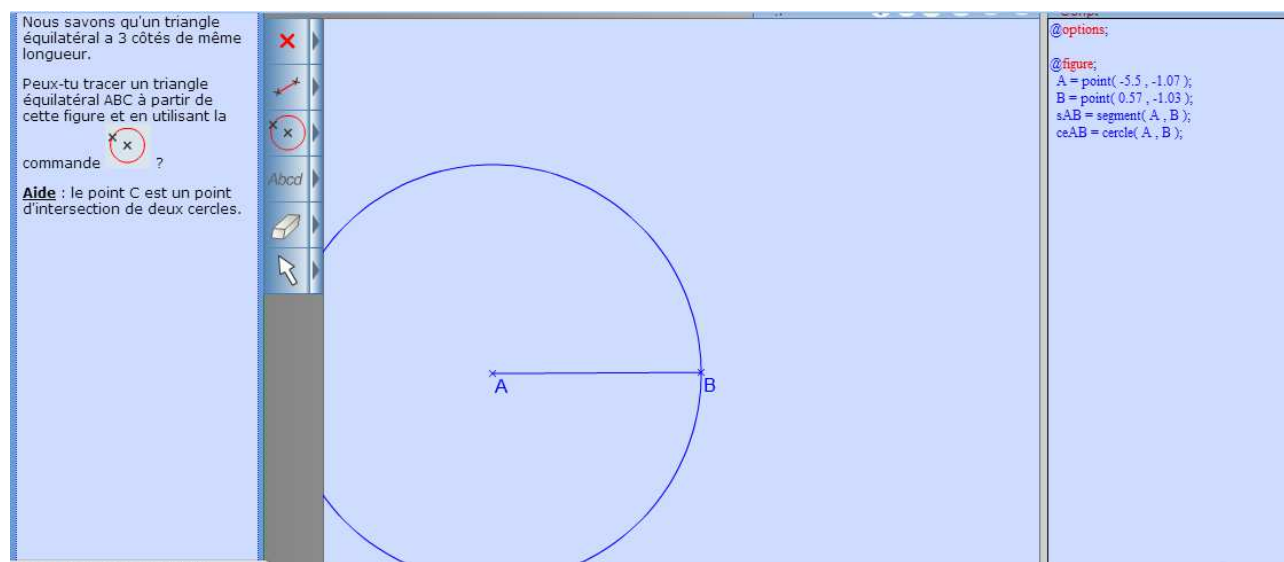 Nous savons qu'un triangle
équilatéral a 3 côtés de même
longueur.
Peux-tu tracer un triangle
équilatéral ABC à partir de
cette figure et en utilisant la
commande ?
Aide : le point C est un point
d'intersection de deux cercles.
Abcd
A
B
@options;
@figure;
A = point( -5.5 , -1.07 );
B = point( 0.57 , -1.03 );
sAB = segment( A , B );
ceAB = cercle( A , B );